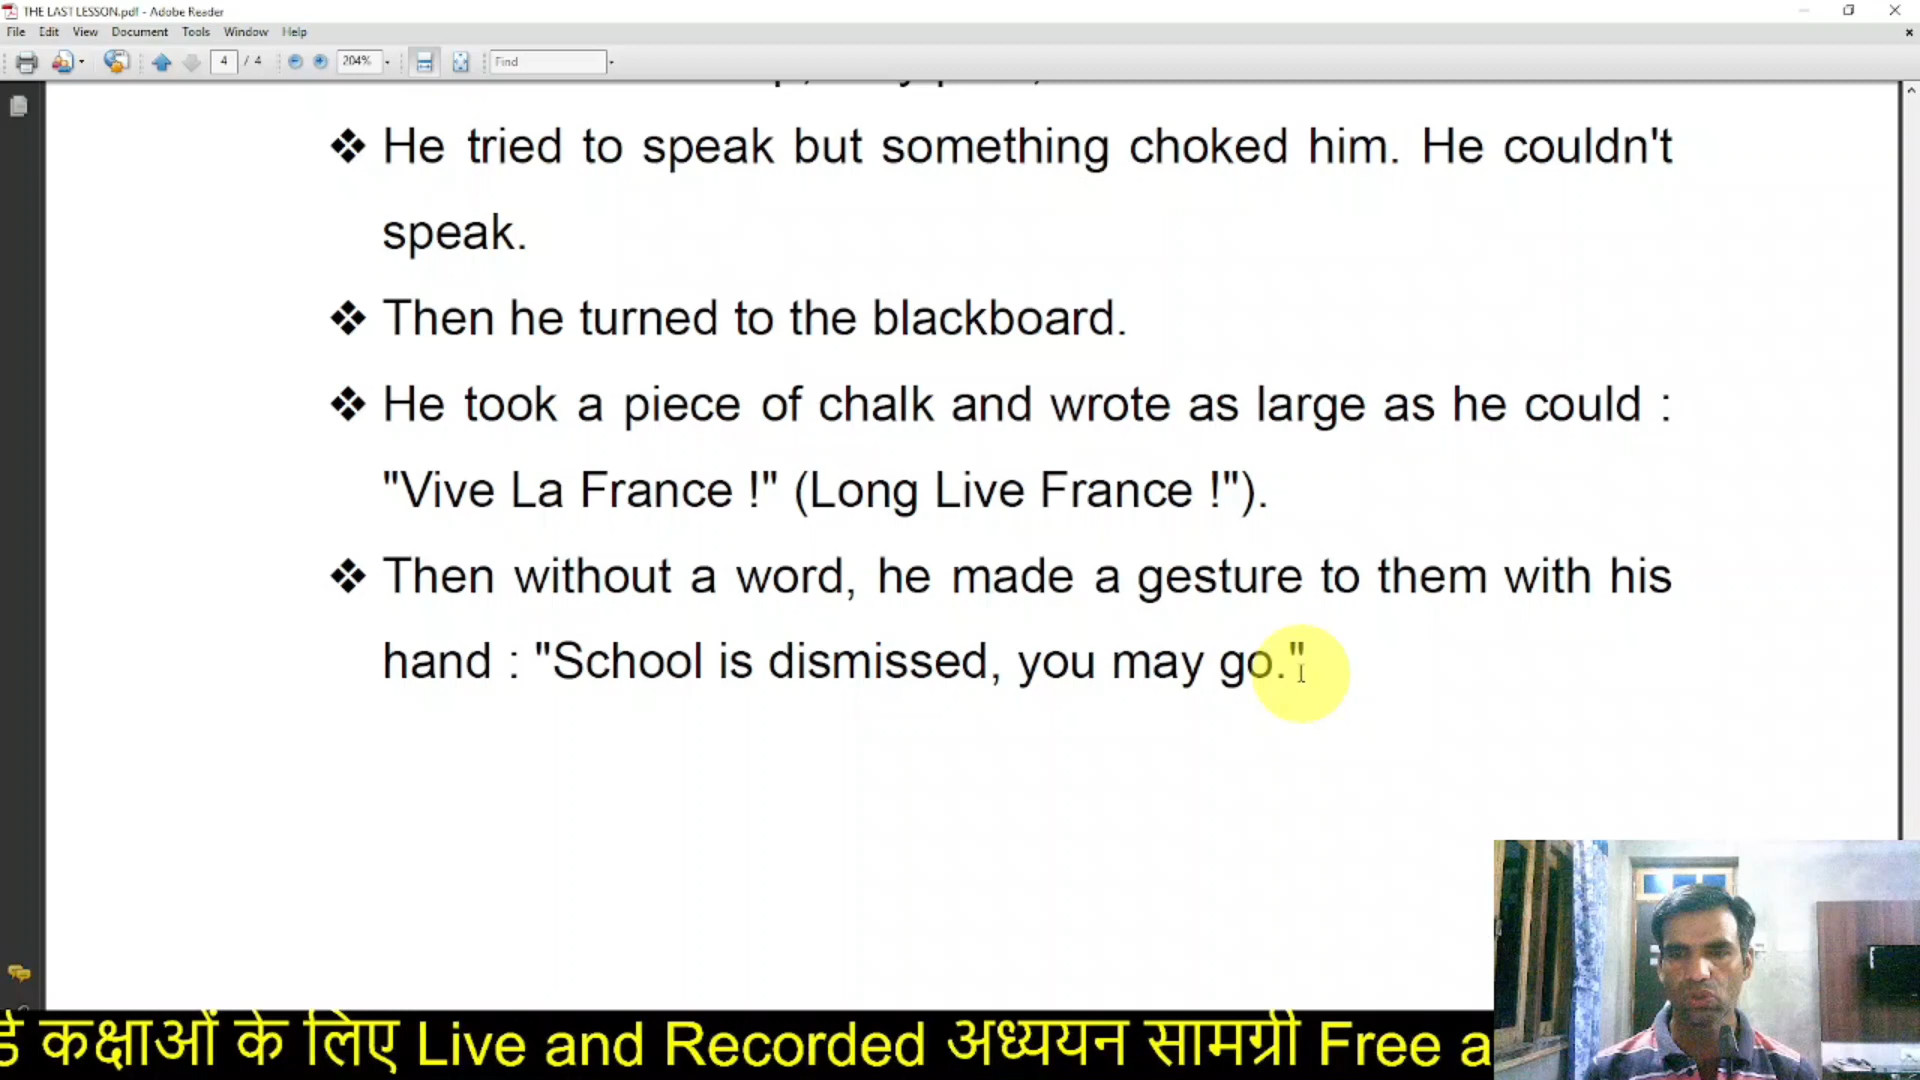 THE LAST LESSON.pdf - Adobe Reader
File Edit View Document Tools Window Help
4 / 4 204% Find
❖ He tried to speak but something choked him. He couldn't
speak.
❖ Then he turned to the blackboard.
❖ He took a piece of chalk and wrote as large as he could :
"Vive La France !" (Long Live France !").
❖ Then without a word, he made a gesture to them with his
hand : "School is dismissed, you may go."
कक्षाओं के लिए Live and Recorded अध्ययन सामग्री Free a